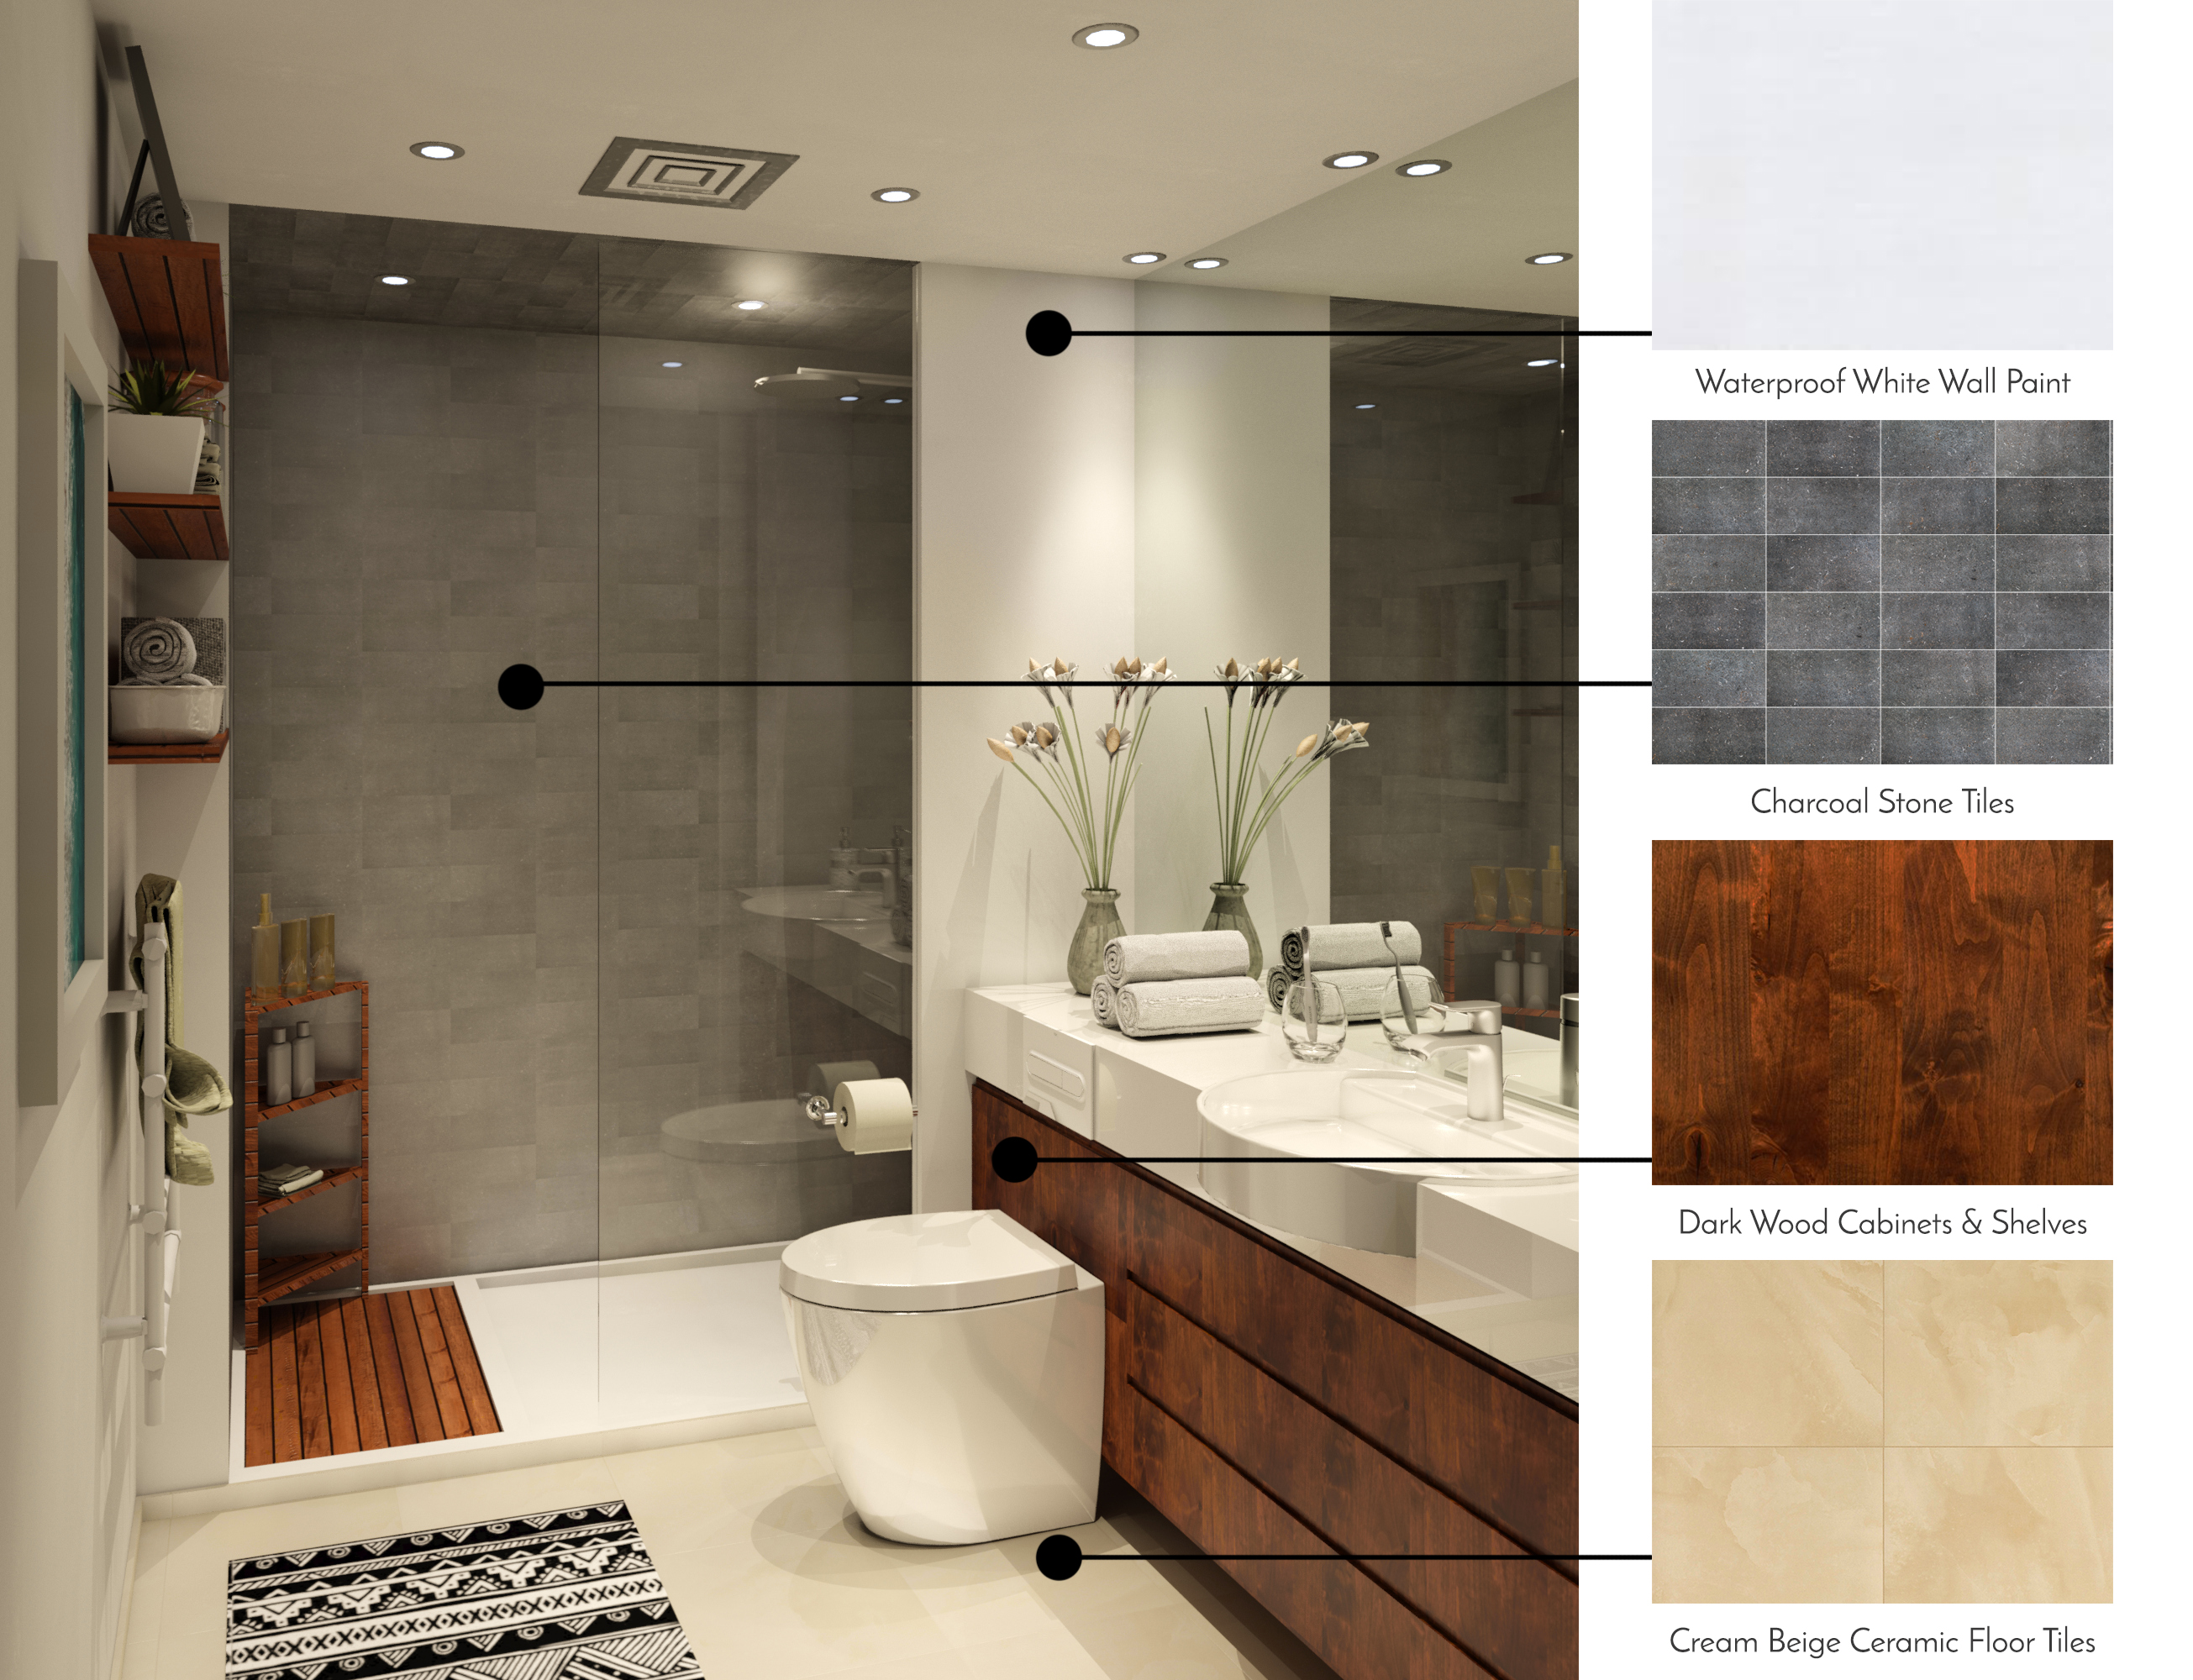 Waterproof White Wall Paint
Charcoal Stone Tiles
Dark Wood Cabinets & Shelves
Cream Beige Ceramic Floor Tiles